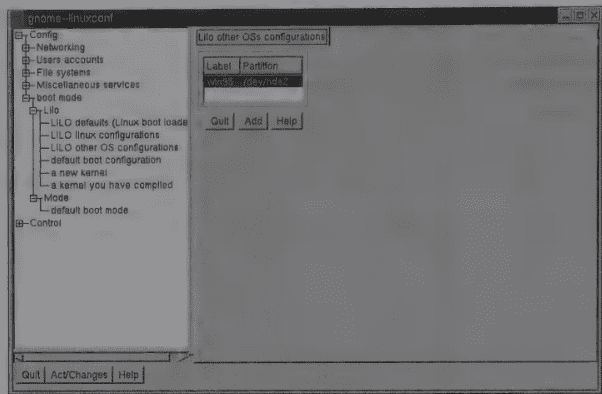 gnome-linuxconf
Config
Networking
Users accounts
File systems
Miscellaneous services
boot mode
Lilo
LILO defaults (Linux boot loade
LILO linux configurations
LILO other OS configurations
default boot configuration
a new kernel
a kernel you have compiled
Mode
default boot mode
Control
Lilo other OSs configurations
Label Partition
win95 /dev/hda2
Quit Add Help
Quit Act/Changes Help